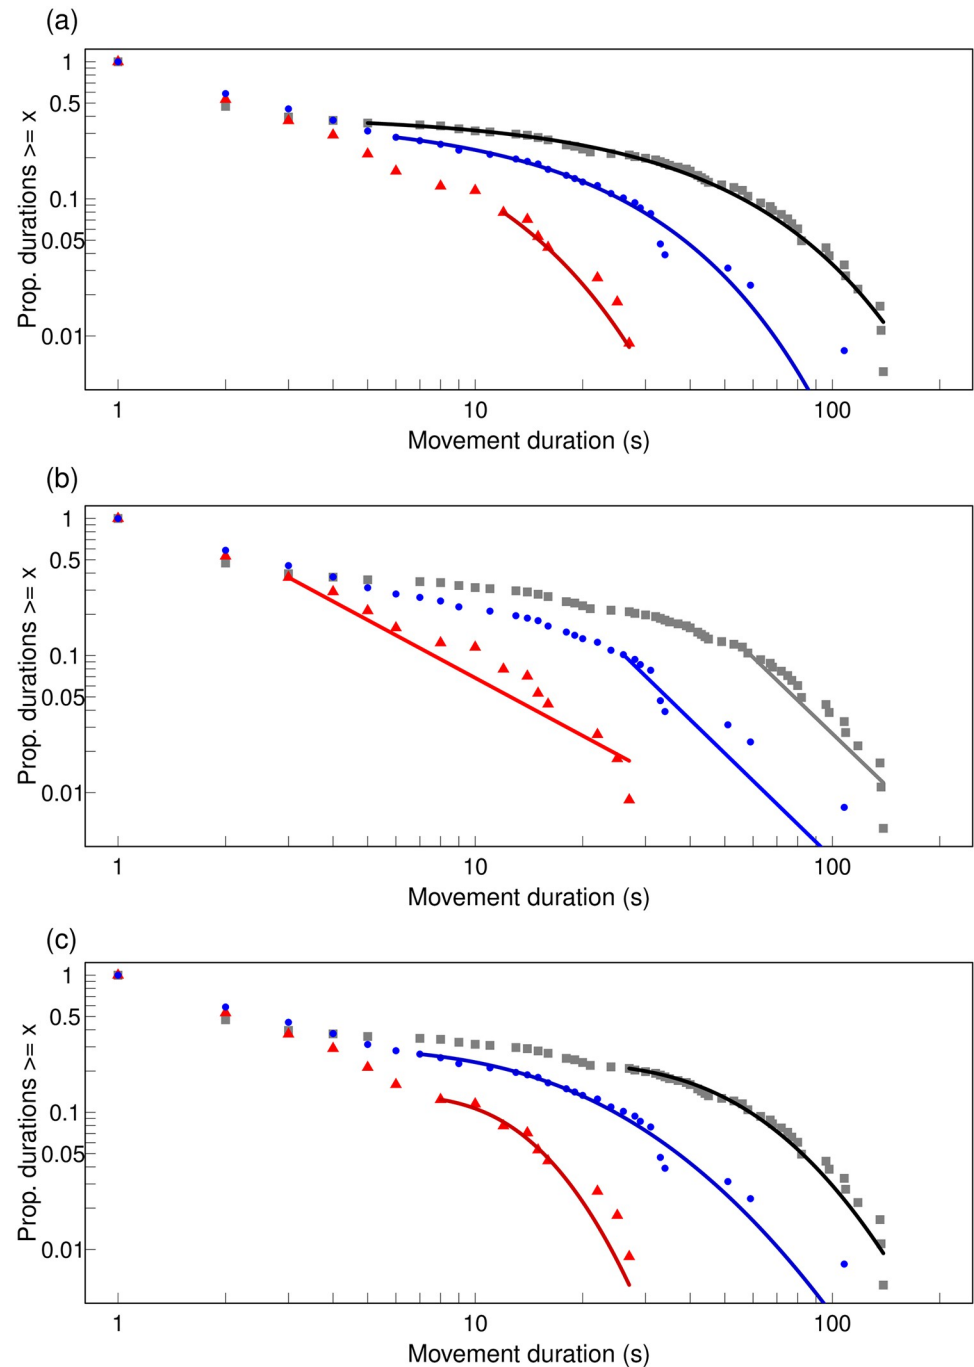 (a)
Prop. durations >= x
1
0.5
0.1
0.05
0.01
1 10 100
Movement duration (s)
(b)
Prop. durations >= x
1
0.5
0.1
0.05
0.01
1 10 100
Movement duration (s)
(c)
Prop. durations >= x
1
0.5
0.1
0.05
0.01
1 10 100
Movement duration (s)